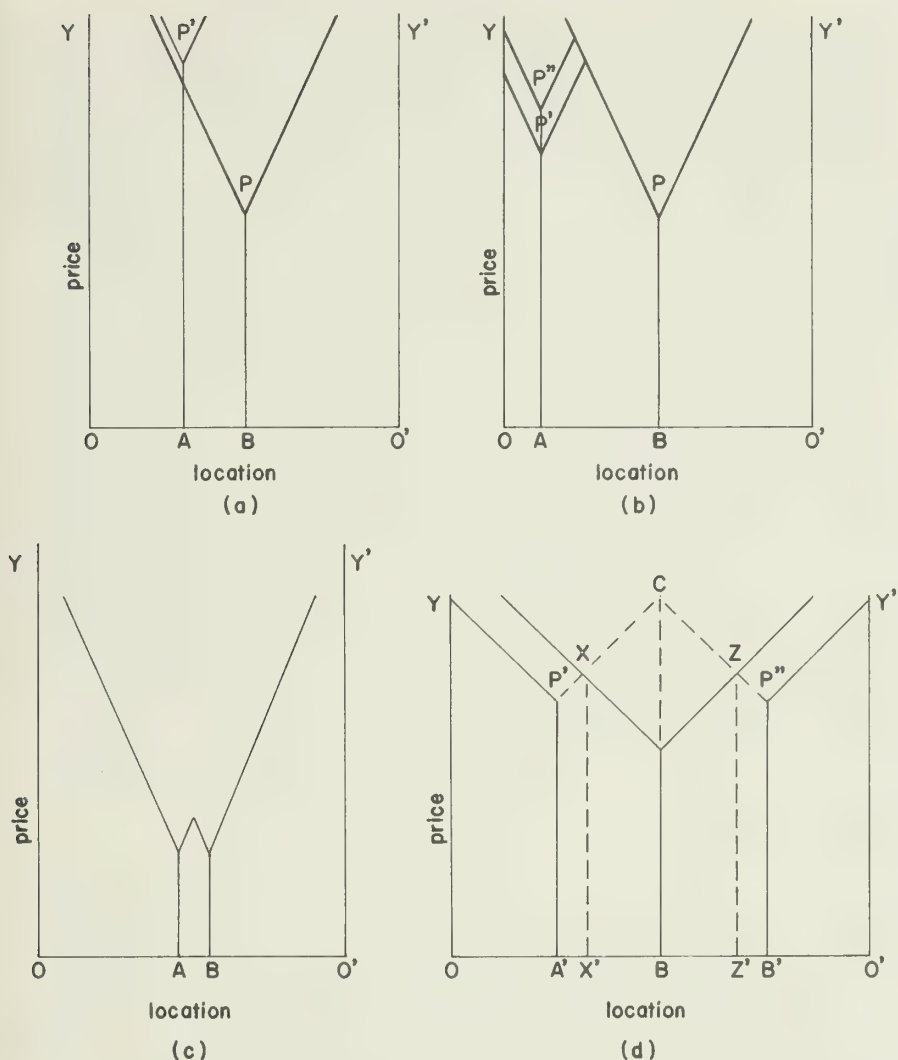 Y P' Y' Y Y'
P" P'
P P
price price
O A B O' O A B O'
location location
(a) (b)
Y Y' C
Y Y'
X Z
P' P"
price price
O A B O' O A' X' B Z' B' O'
location location
(c) (d)